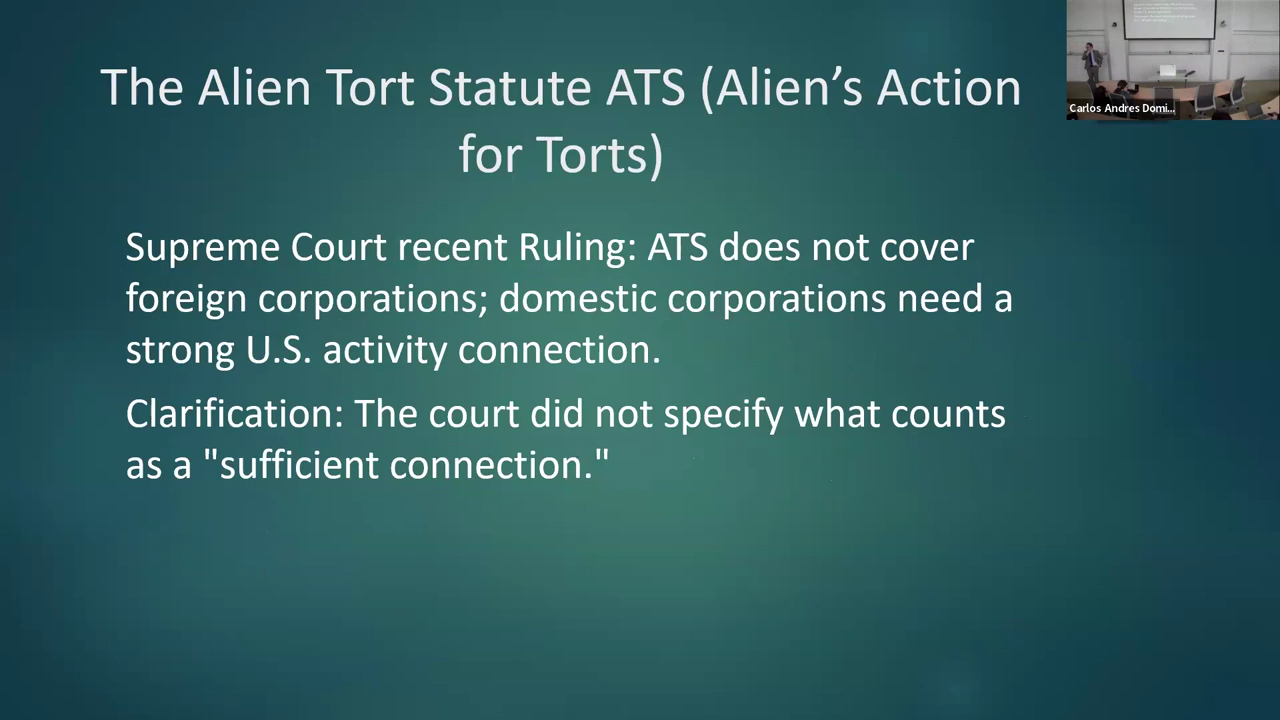 The Alien Tort Statute ATS (Alien’s Action
for Torts)
Supreme Court recent Ruling: ATS does not cover
foreign corporations; domestic corporations need a
strong U.S. activity connection.
Clarification: The court did not specify what counts
as a "sufficient connection."
Carlos Andres Domi...